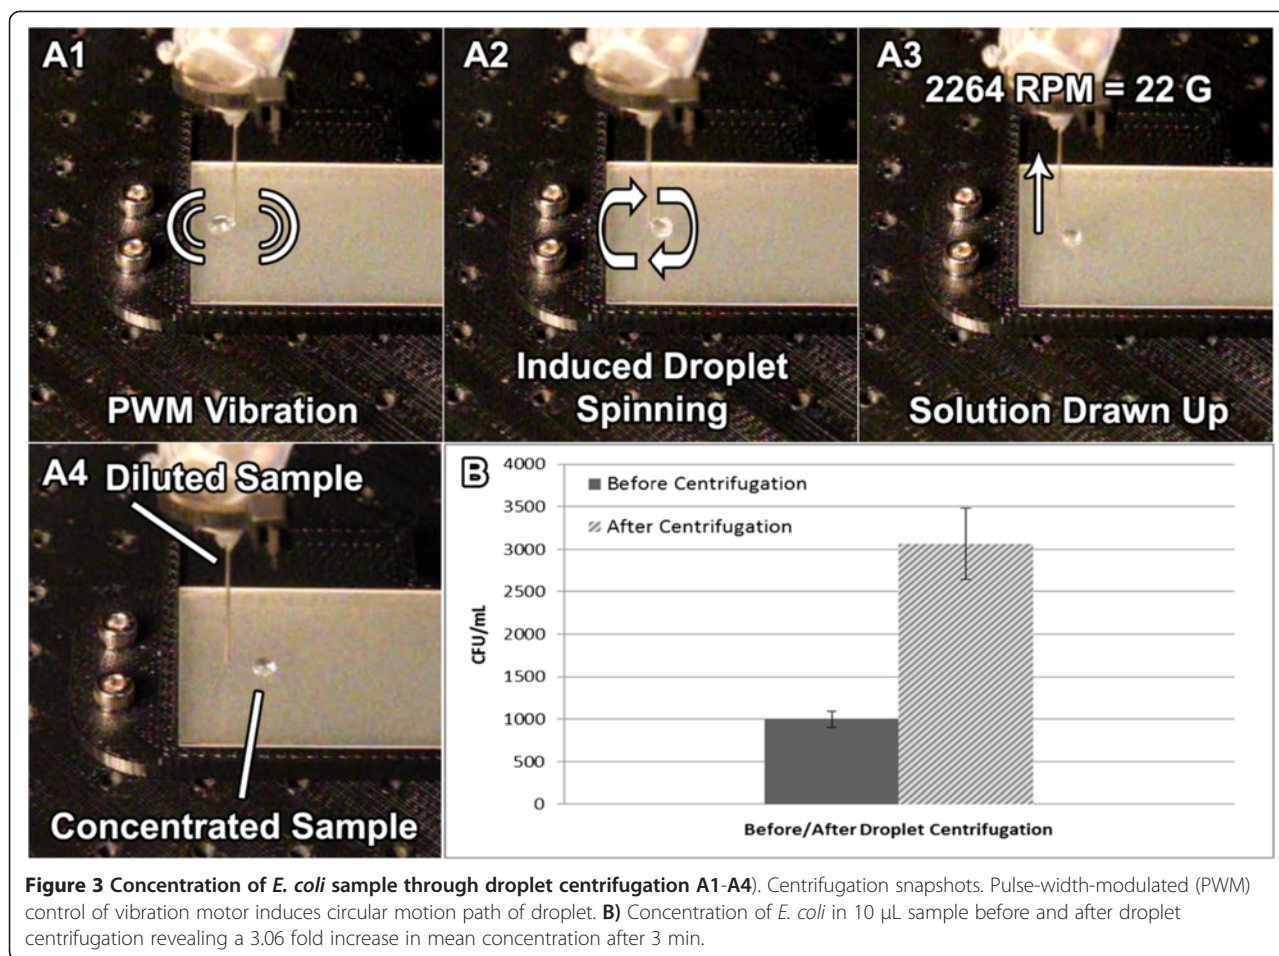 A1
PWM Vibration
A2
Induced Droplet
Spinning
A3
2264 RPM = 22 G
Solution Drawn Up
A4 Diluted Sample
Concentrated Sample
B
4000
3500
3000
2500
2000
1500
1000
500
0
CFU/mL
Before Centrifugation
After Centrifugation
Before/After Droplet Centrifugation
Figure 3 Concentration of E. coli sample through droplet centrifugation A1-A4). Centrifugation snapshots. Pulse-width-modulated (PWM)
control of vibration motor induces circular motion path of droplet. B) Concentration of E. coli in 10 μL sample before and after droplet
centrifugation revealing a 3.06 fold increase in mean concentration after 3 min.